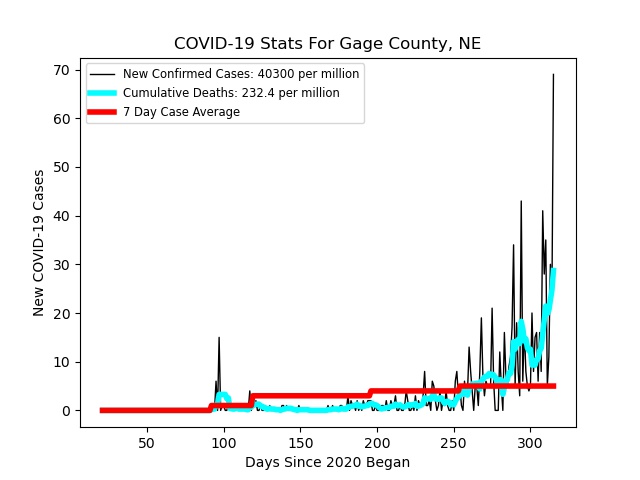 COVID-19 Stats For Gage County, NE
New Confirmed Cases: 40300 per million
Cumulative Deaths: 232.4 per million
7 Day Case Average
New COVID-19 Cases
70
60
50
40
30
20
10
0
50 100 150 200 250 300
Days Since 2020 Began